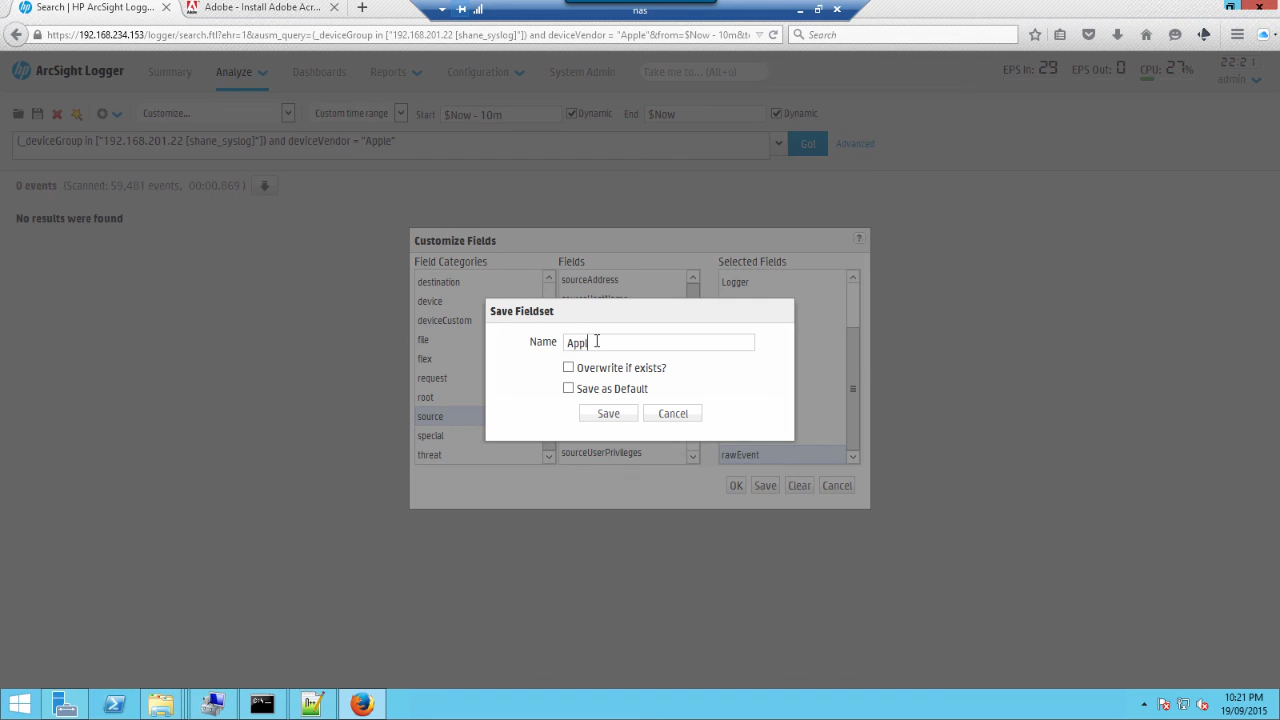 Search | HP ArcSight Logg...
Adobe - Install Adobe Acr...
nas
https://192.168.234.153/logger/search.ftl?ehr=1&ausm_query=(_deviceGroup in ["192.168.201.22 [shane_syslog]"]) and deviceVendor = "Apple"&from=$Now - 10m&t
Search
ArcSight Logger
Summary
Analyze
Dashboards
Reports
Configuration
System Admin
Take me to... (Alt+o)
EPS In: 29
EPS Out: 0
CPU: 27%
22:21
admin
Customize...
Custom time range
Start
$Now - 10m
Dynamic
End
$Now
Dynamic
(_deviceGroup in ["192.168.201.22 [shane_syslog]"]) and deviceVendor = "Apple"
Go!
Advanced
0 events (Scanned: 59,481 events, 00:00.869 )
No results were found
Customize Fields
?
Field Categories
Fields
Selected Fields
destination
sourceAddress
Logger
device
deviceCustom
file
flex
request
root
source
special
threat
Save Fieldset
Name
Appl
Overwrite if exists?
Save as Default
Save
Cancel
sourceUserPrivileges
rawEvent
OK
Save
Clear
Cancel
10:21 PM
19/09/2015